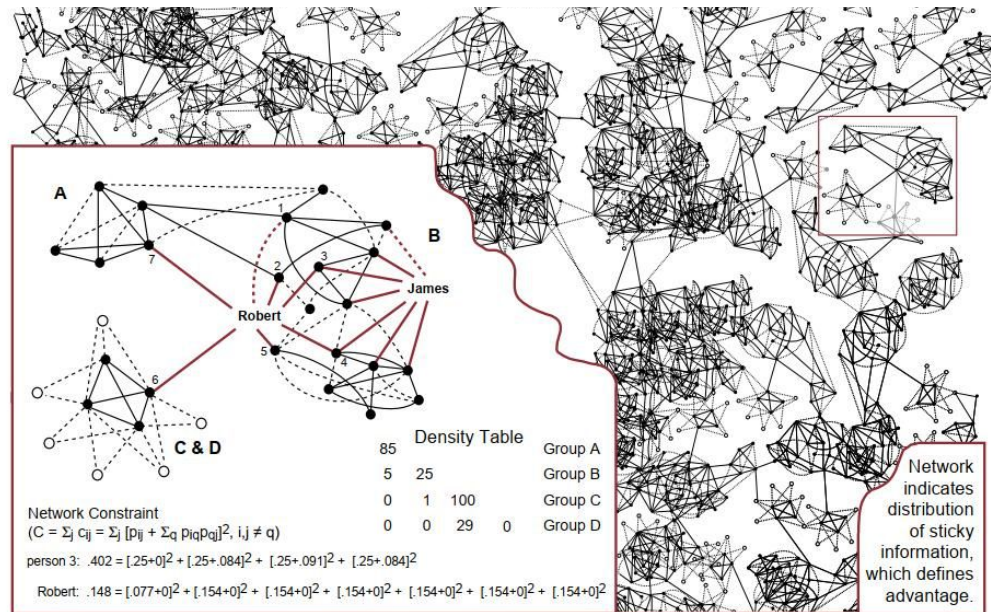 A
B
1
2
3
7
James
Robert
5
4
6
C & D
Density Table
85 Group A
5 25 Group B
0 1 100 Group C
0 0 29 0 Group D
Network Constraint
(C = Σj cij = Σj [pij + Σq piqpqj]2, i,j ≠ q)
person 3: .402 = [.25+0]2 + [.25+.084]2 + [.25+.091]2 + [.25+.084]2
Robert: .148 = [.077+0]2 + [.154+0]2 + [.154+0]2 + [.154+0]2 + [.154+0]2 + [.154+0]2 + [.154+0]2
Network
indicates
distribution
of sticky
information,
which defines
advantage.